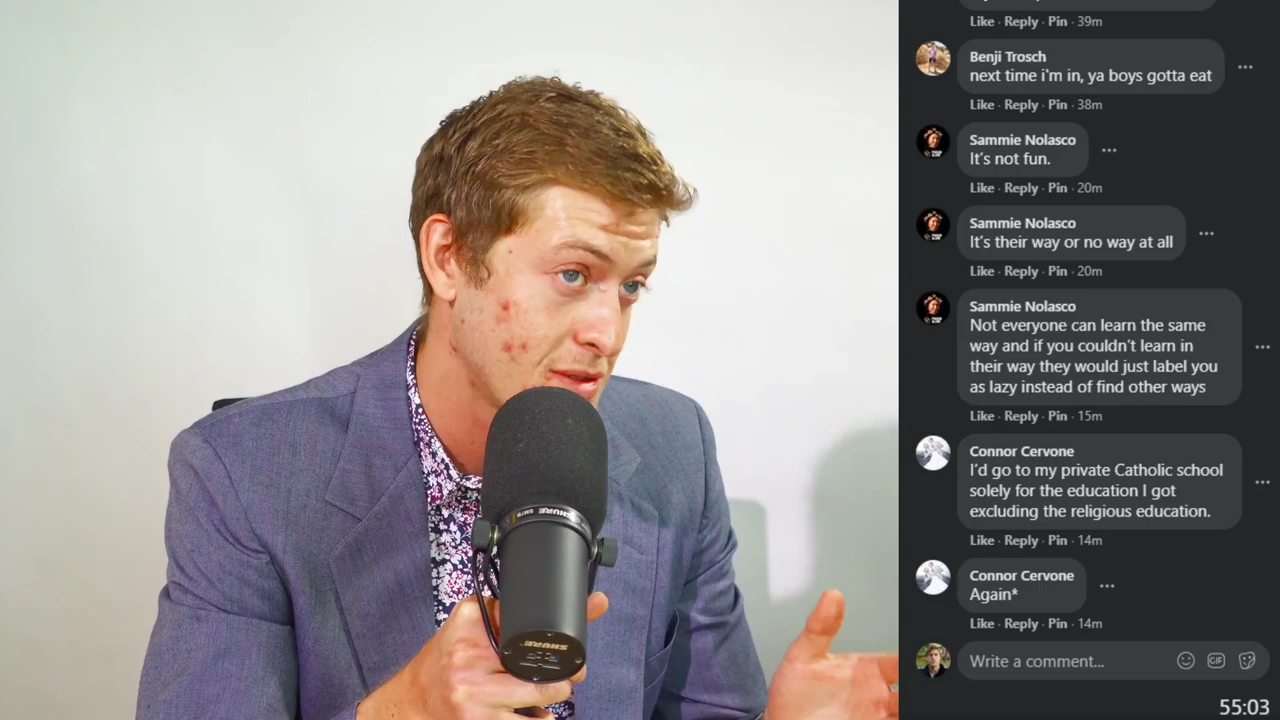 Like · Reply · Pin · 39m
Benji Trosch
next time i'm in, ya boys gotta eat
Like · Reply · Pin · 38m
Sammie Nolasco
It's not fun.
Like · Reply · Pin · 20m
Sammie Nolasco
It's their way or no way at all
Like · Reply · Pin · 20m
Sammie Nolasco
Not everyone can learn the same
way and if you couldn't learn in
their way they would just label you
as lazy instead of find other ways
Like · Reply · Pin · 15m
Connor Cervone
I'd go to my private Catholic school
solely for the education I got
excluding the religious education.
Like · Reply · Pin · 14m
Connor Cervone
Again*
Like · Reply · Pin · 14m
Write a comment...
GIF
55:03
SHURE SM7B SHURE
SHURE